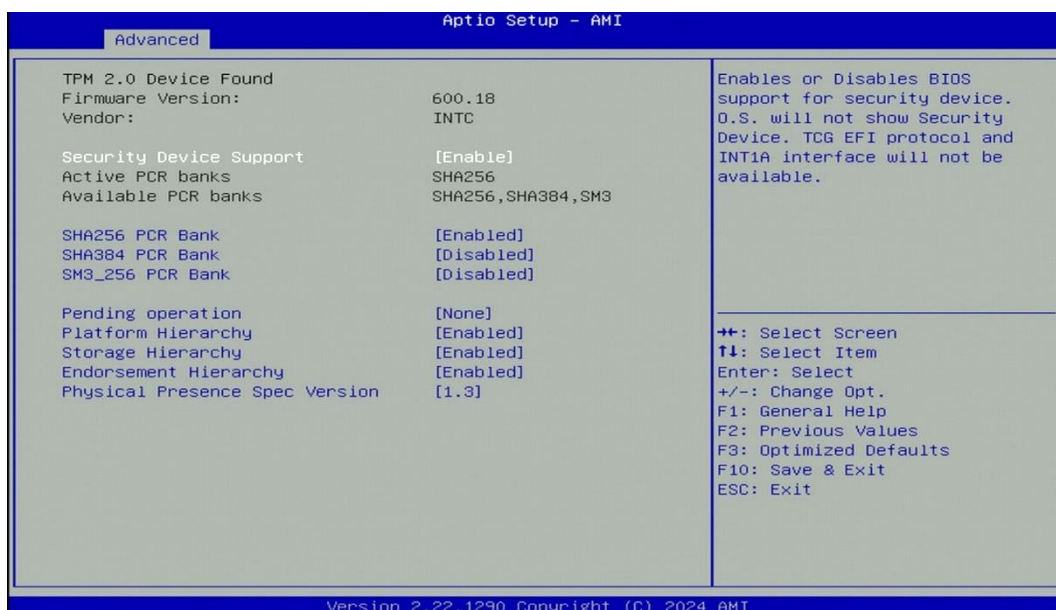 Aptio Setup - AMI
Advanced
TPM 2.0 Device Found
Firmware Version: 600.18
Vendor: INTC
Security Device Support [Enable]
Active PCR banks SHA256
Available PCR banks SHA256,SHA384,SM3
SHA256 PCR Bank [Enabled]
SHA384 PCR Bank [Disabled]
SM3_256 PCR Bank [Disabled]
Pending operation [None]
Platform Hierarchy [Enabled]
Storage Hierarchy [Enabled]
Endorsement Hierarchy [Enabled]
Physical Presence Spec Version [1.3]
Enables or Disables BIOS
support for security device.
O.S. will not show Security
Device. TCG EFI protocol and
INT1A interface will not be
available.
→←: Select Screen
↑↓: Select Item
Enter: Select
+/-: Change Opt.
F1: General Help
F2: Previous Values
F3: Optimized Defaults
F10: Save & Exit
ESC: Exit
Version 2.22.1290 Copyright (C) 2024 AMI